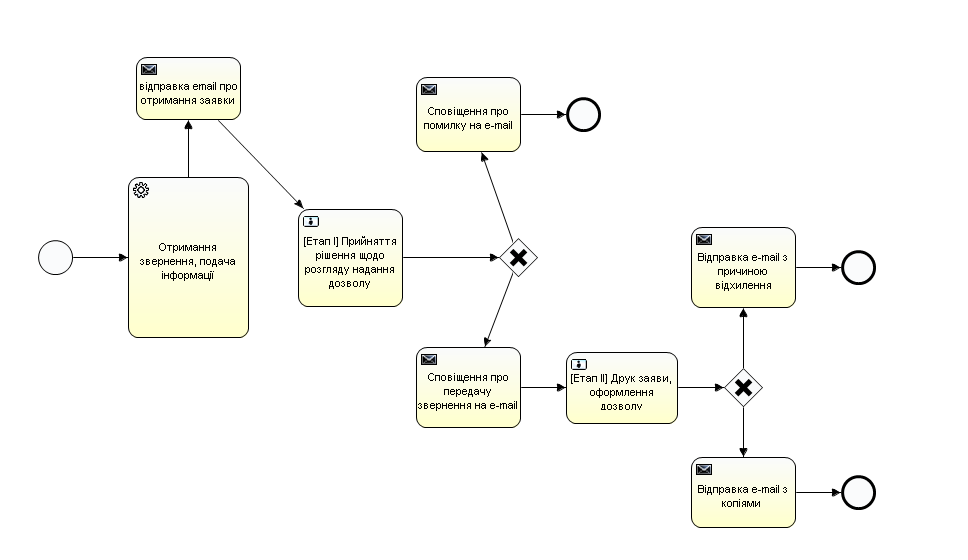 відправка email про
отримання заявки
Отримання
звернення, подача
інформації
[Етап I] Прийняття
рішення щодо
розгляду надання
дозволу
Сповіщення про
помилку на e-mail
Сповіщення про
передачу
звернення на e-mail
[Етап II] Друк заяви,
оформлення
дозволу
Відправка e-mail з
причиною
відхилення
Відправка e-mail з
копіями